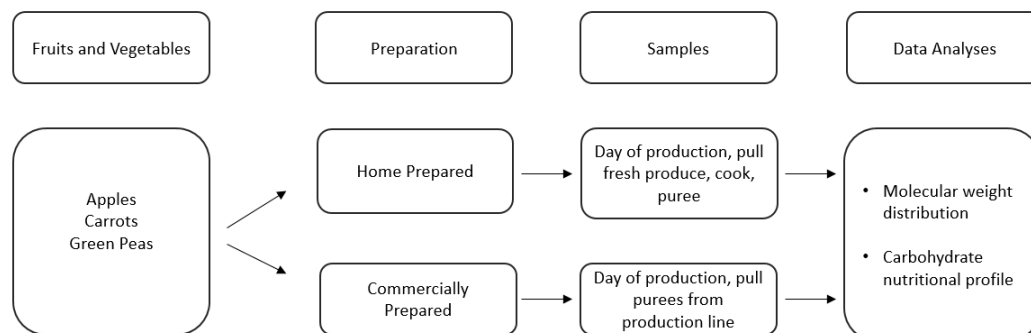 Fruits and Vegetables
Preparation
Samples
Data Analyses
Apples
Carrots
Green Peas
Home Prepared
Day of production, pull
fresh produce, cook,
puree
Commercially
Prepared
Day of production, pull
purees from
production line
• Molecular weight
distribution
• Carbohydrate
nutritional profile